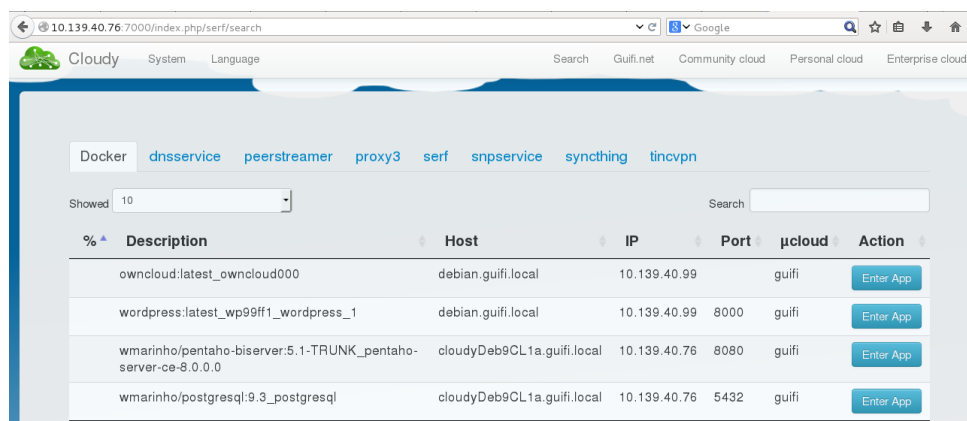 10.139.40.76:7000/index.php/serf/search
Google
Cloudy System Language Search Guifi.net Community cloud Personal cloud Enterprise cloud
Docker dnsservice peerstreamer proxy3 serf snpservice syncthing tincvpn
Showed 10 Search
% Description Host IP Port µcloud Action
owncloud:latest_owncloud000 debian.guifi.local 10.139.40.99 guifi Enter App
wordpress:latest_wp99ff1_wordpress_1 debian.guifi.local 10.139.40.99 8000 guifi Enter App
wmarinho/pentaho-biserver:5.1-TRUNK_pentaho- cloudyDeb9CL1a.guifi.local 10.139.40.76 8080 guifi Enter App
server-ce-8.0.0.0
wmarinho/postgresql:9.3_postgresql cloudyDeb9CL1a.guifi.local 10.139.40.76 5432 guifi Enter App